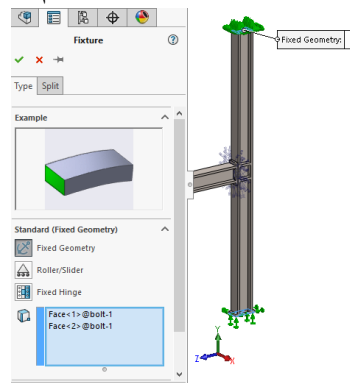 Fixture
Type Split
Example
Standard (Fixed Geometry)
Fixed Geometry
Roller/Slider
Fixed Hinge
Face<1>@bolt-1
Face<2>@bolt-1
Fixed Geometry:
Y
Z
X